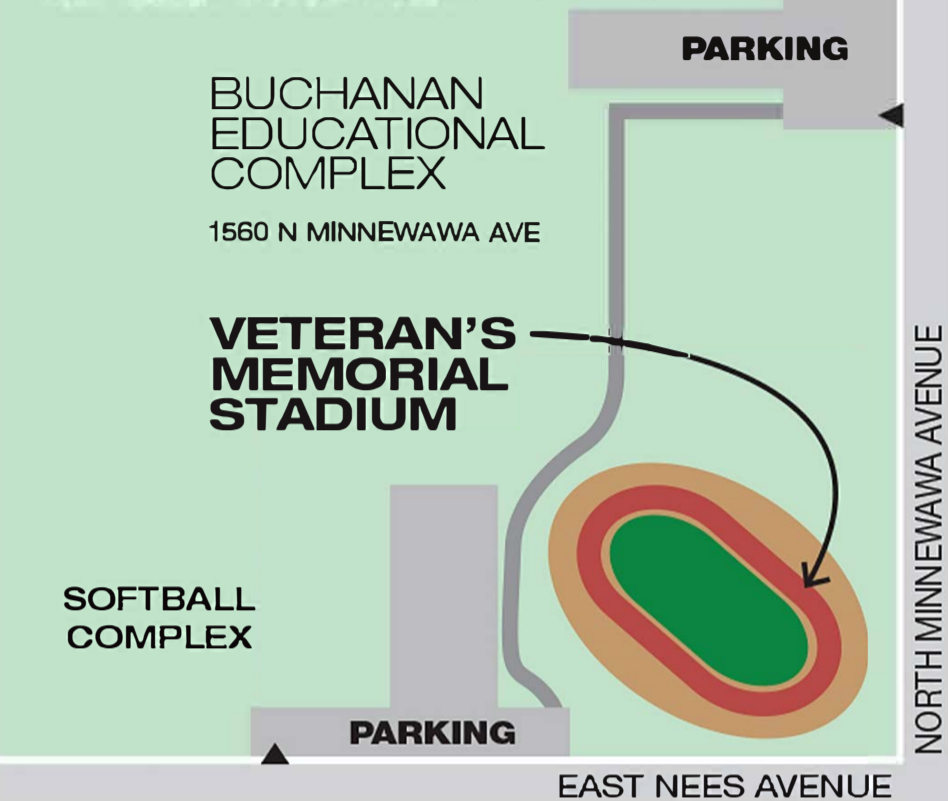 PARKING
BUCHANAN
EDUCATIONAL
COMPLEX
1560 N MINNEWAWA AVE
VETERAN'S
MEMORIAL
STADIUM
NORTH MINNEWAWA AVENUE
SOFTBALL
COMPLEX
PARKING
EAST NEES AVENUE